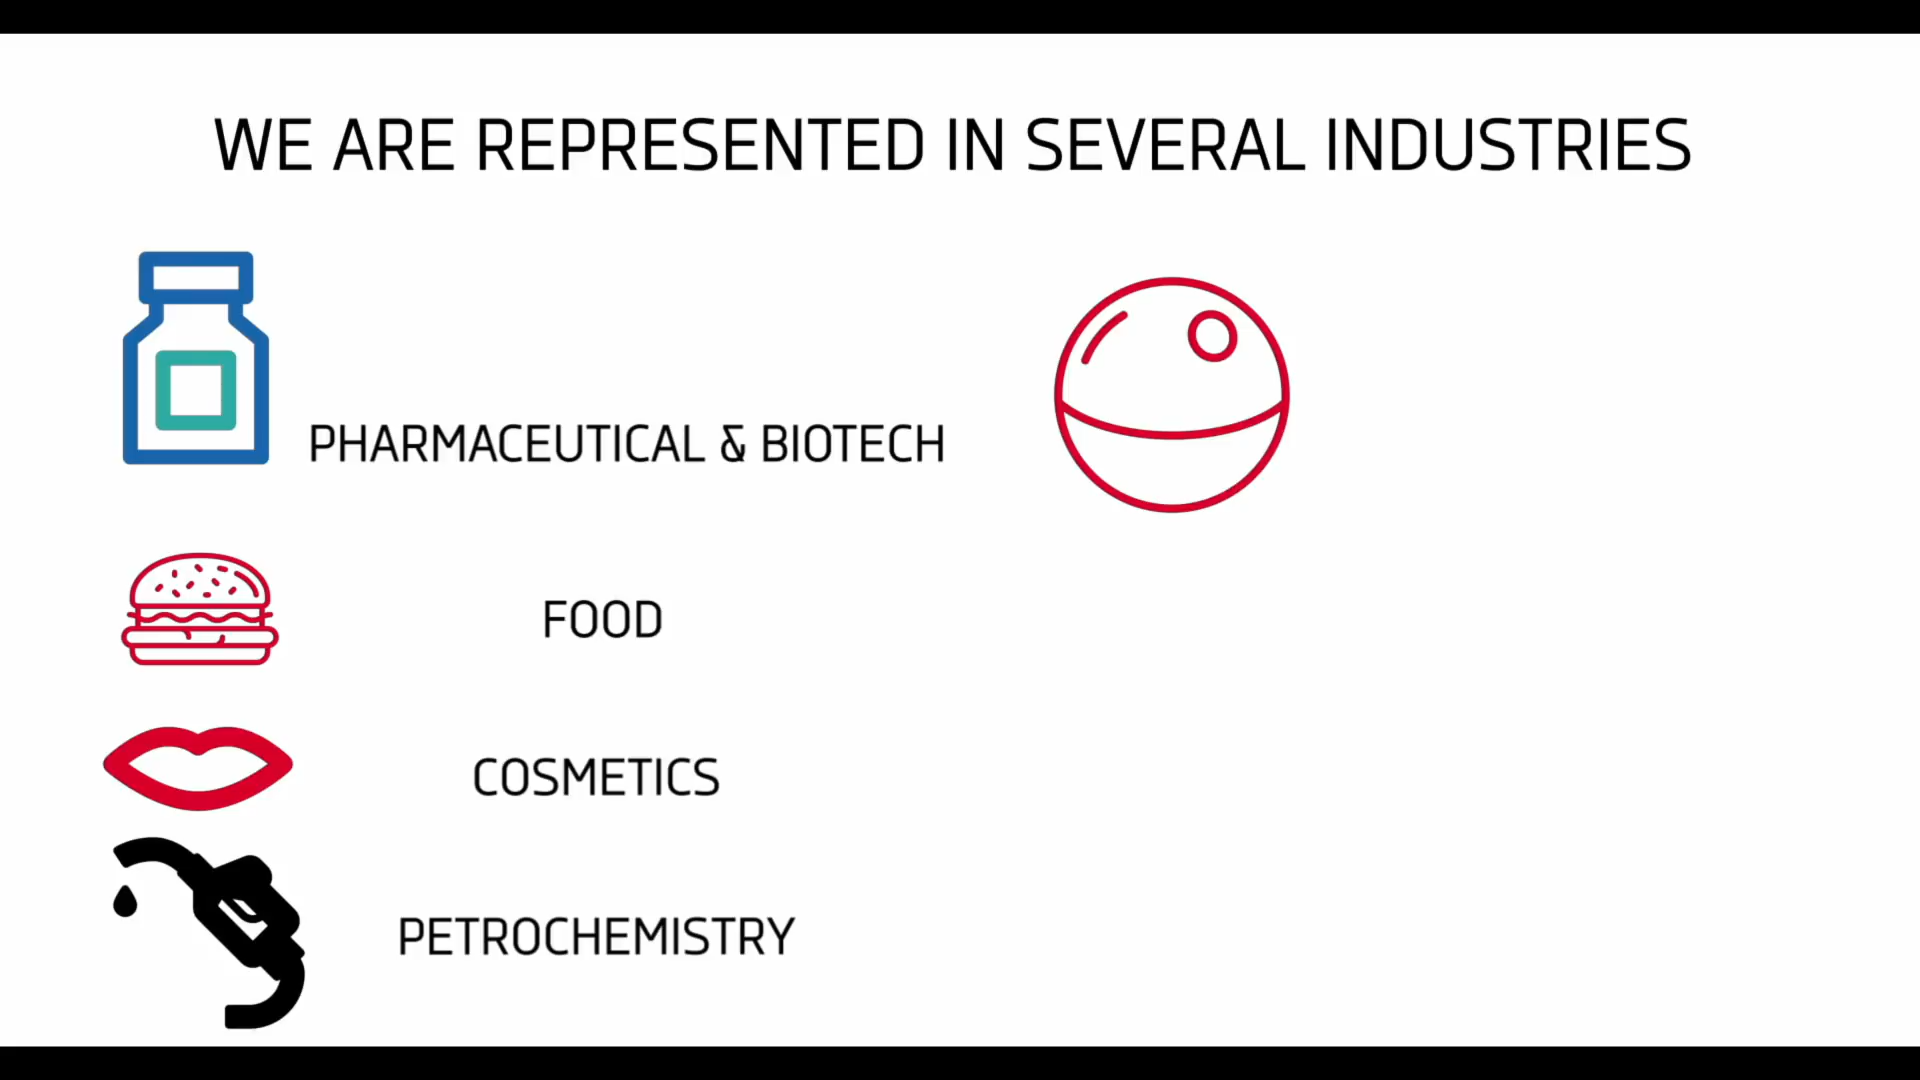 WE ARE REPRESENTED IN SEVERAL INDUSTRIES
PHARMACEUTICAL & BIOTECH
FOOD
COSMETICS
PETROCHEMISTRY